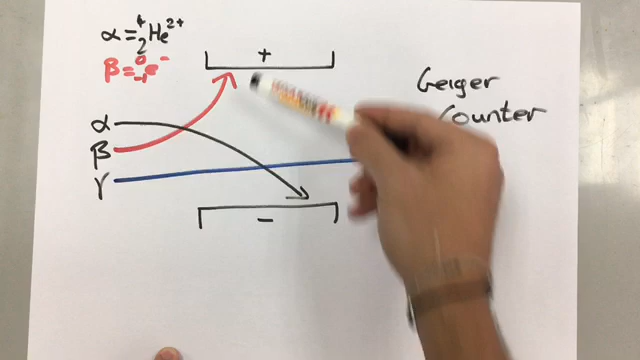 α = ⁴₂He²⁺
β = ⁰₋₁e⁻
+
Geiger
Counter
α
β
γ
−